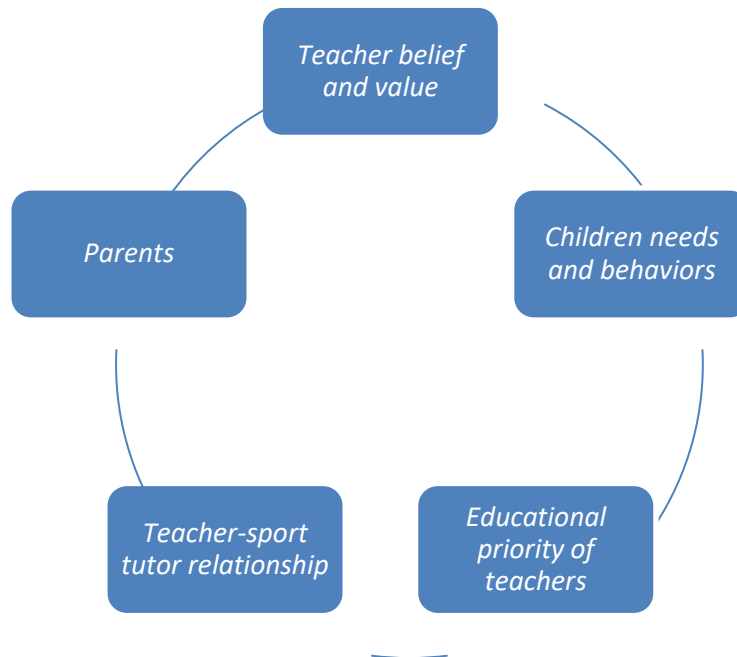 Teacher belief
and value
Parents
Children needs
and behaviors
Teacher-sport
tutor relationship
Educational
priority of
teachers